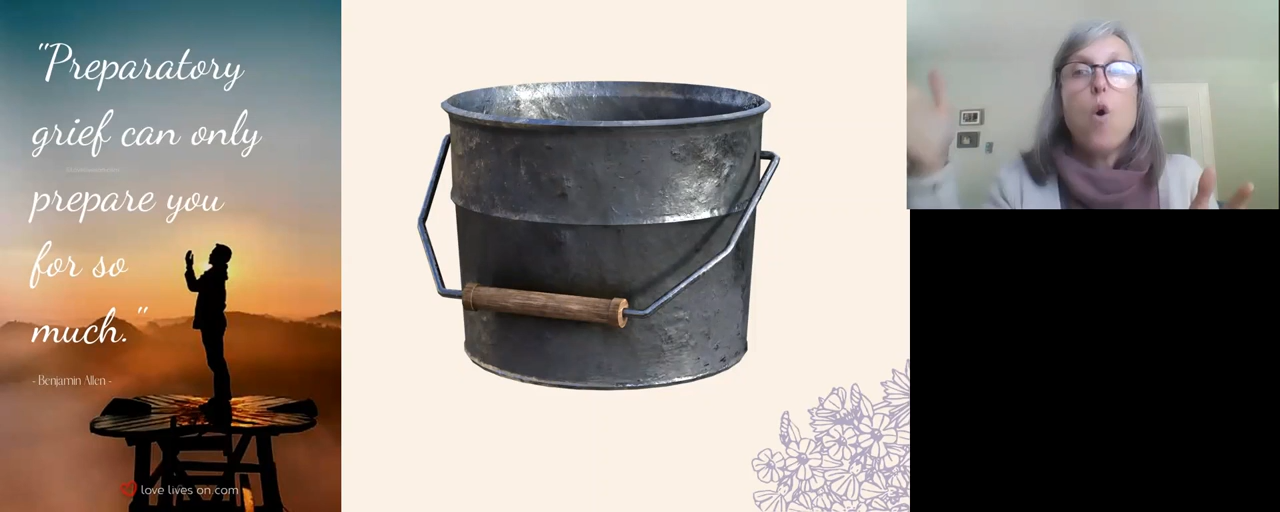 "Preparatory
grief can only
prepare you
for so
much."
- Benjamin Allen -
love lives on.com